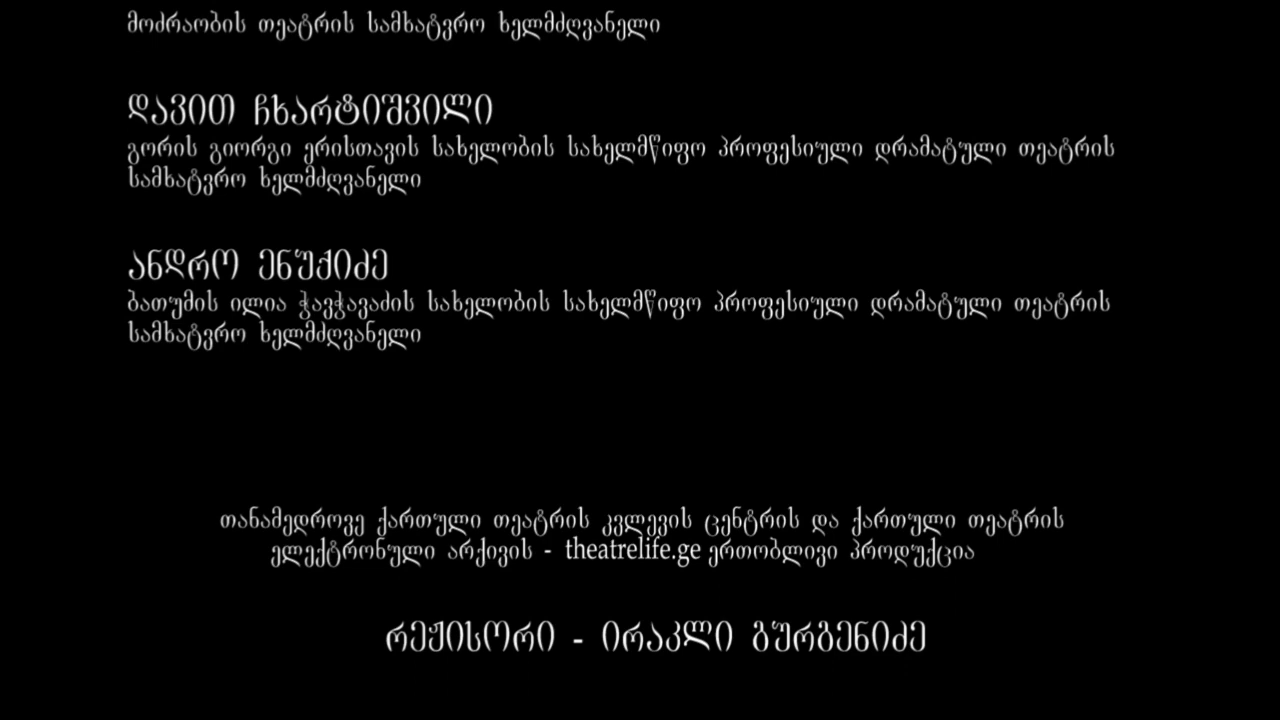 მოძრაობის თეატრის სამხატვრო ხელმძღვანელი
დავით ჩხარტიშვილი
გორის გიორგი ერისთავის სახელობის სახელმწიფო პროფესიული დრამატული თეატრის
სამხატვრო ხელმძღვანელი
ანდრო ენუქიძე
ბათუმის ილია ჭავჭავაძის სახელობის სახელმწიფო პროფესიული დრამატული თეატრის
სამხატვრო ხელმძღვანელი
თანამედროვე ქართული თეატრის კვლევის ცენტრის და ქართული თეატრის
ელექტრონული არქივის - theatrelife.ge ერთობლივი პროდუქცია
რეჟისორი - ირაკლი გურგენიძე